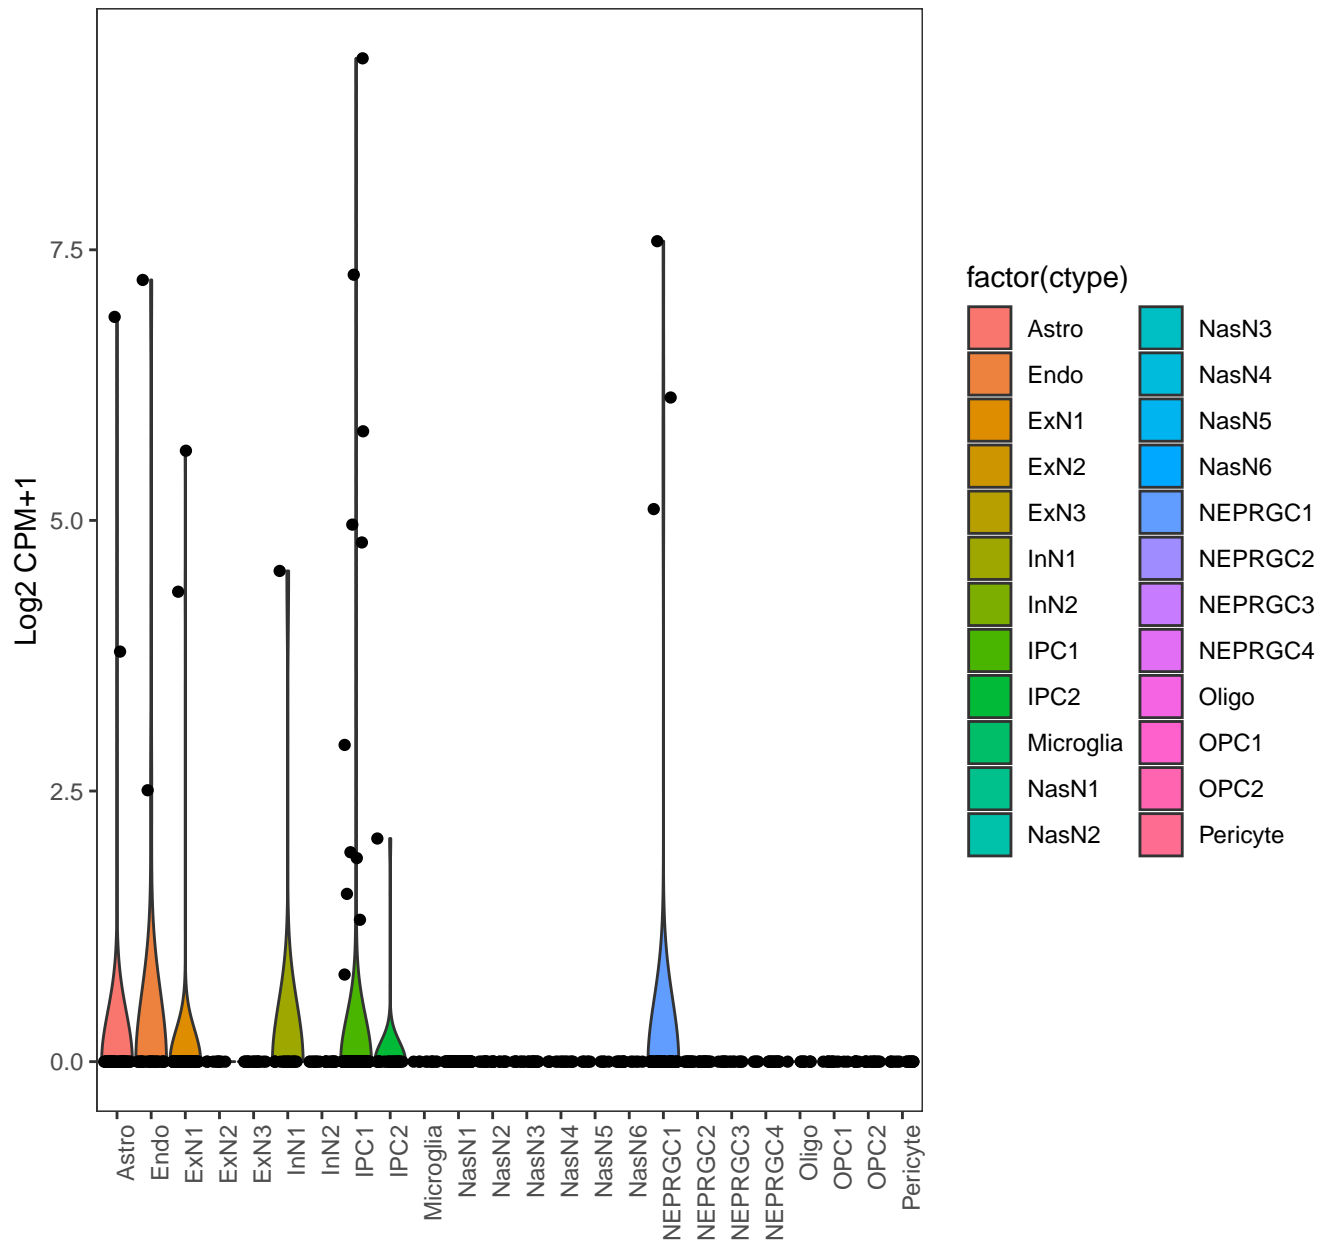 Log2 CPM+1
7.5
5.0
2.5
0.0
Astro
Endo
ExN1
ExN2
ExN3
InN1
InN2
IPC1
IPC2
Microglia
NasN1
NasN2
NasN3
NasN4
NasN5
NasN6
NEPRGC1
NEPRGC2
NEPRGC3
NEPRGC4
Oligo
OPC1
OPC2
Pericyte
factor(ctype)
Astro
Endo
ExN1
ExN2
ExN3
InN1
InN2
IPC1
IPC2
Microglia
NasN1
NasN2
NasN3
NasN4
NasN5
NasN6
NEPRGC1
NEPRGC2
NEPRGC3
NEPRGC4
Oligo
OPC1
OPC2
Pericyte